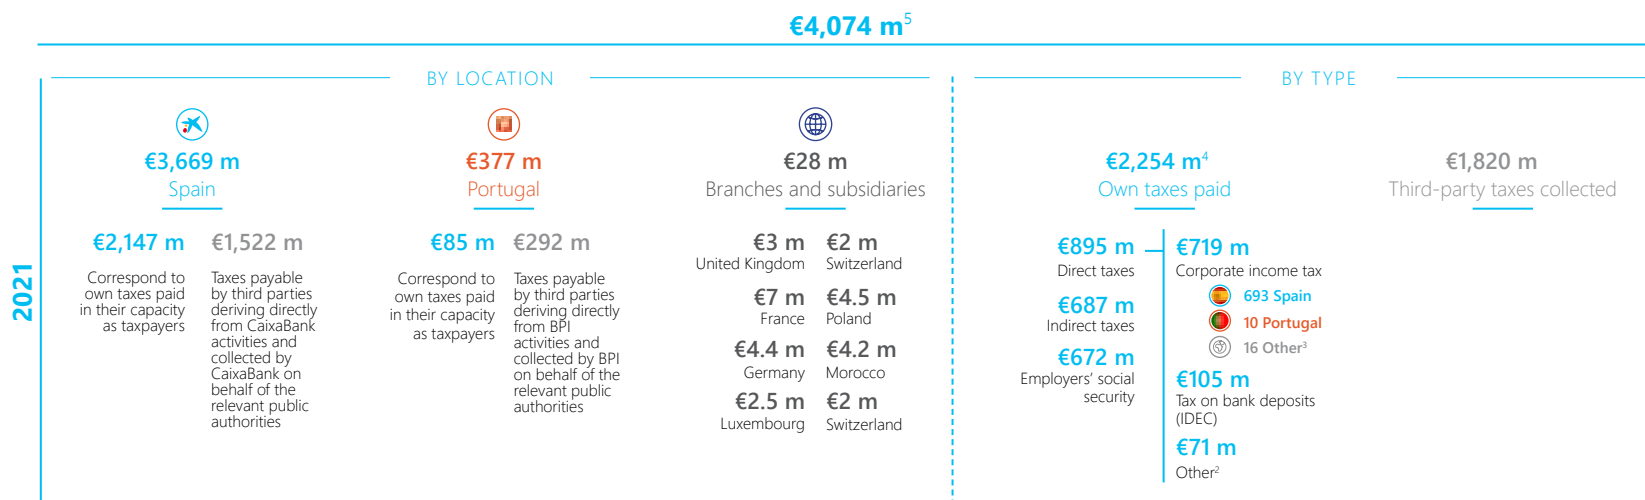 €4,074 m5
2021
BY LOCATION
€3,669 m
Spain
€2,147 m
Correspond to
own taxes paid
in their capacity
as taxpayers
€1,522 m
Taxes payable
by third parties
deriving directly
from CaixaBank
activities and
collected by
CaixaBank on
behalf of the
relevant public
authorities
€377 m
Portugal
€85 m
Correspond to
own taxes paid
in their capacity
as taxpayers
€292 m
Taxes payable
by third parties
deriving directly
from BPI
activities and
collected by BPI
on behalf of the
relevant public
authorities
€28 m
Branches and subsidiaries
€3 m
United Kingdom
€2 m
Switzerland
€7 m
France
€4.5 m
Poland
€4.4 m
Germany
€4.2 m
Morocco
€2.5 m
Luxembourg
€2 m
Switzerland
BY TYPE
€2,254 m4
Own taxes paid
€895 m
Direct taxes
€687 m
Indirect taxes
€672 m
Employers' social
security
€719 m
Corporate income tax
693 Spain
10 Portugal
16 Other3
€105 m
Tax on bank deposits
(IDEC)
€71 m
Other2
€1,820 m
Third-party taxes collected